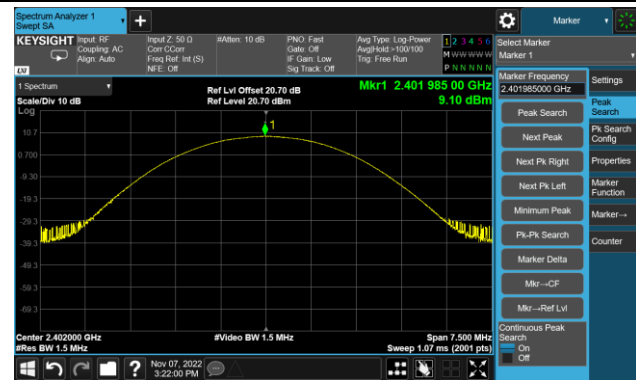 Spectrum Analyzer 1
Swept SA
Marker
KEYSIGHT
Input: RF
Coupling: AC
Align: Auto
Input Z: 50 Ω
Corr CCorr
Freq Ref: Int (S)
NFE: Off
#Atten: 10 dB
PNO: Fast
Gate: Off
IF Gain: Low
Sig Track: Off
Avg Type: Log-Power
Avg|Hold:>100/100
Trig: Free Run
1 2 3 4 5 6
M W W W W W
P N N N N N
Select Marker
Marker 1
LXI
1 Spectrum
Scale/Div 10 dB
Log
Ref Lvl Offset 20.70 dB
Ref Level 20.70 dBm
Mkr1 2.401 985 00 GHz
9.10 dBm
1
10.7
0.700
-9.30
-19.3
-29.3
-39.3
-49.3
-59.3
-69.3
Center 2.402000 GHz
#Res BW 1.5 MHz
#Video BW 1.5 MHz
Span 7.500 MHz
Sweep 1.07 ms (2001 pts)
Marker Frequency
2.401985000 GHz
Peak Search
Next Peak
Next Pk Right
Next Pk Left
Minimum Peak
Pk-Pk Search
Marker Delta
Mkr→CF
Mkr→Ref Lvl
Continuous Peak
Search
On
Off
Settings
Peak
Search
Pk Search
Config
Properties
Marker
Function
Marker→
Counter
?
Nov 07, 2022
3:22:00 PM